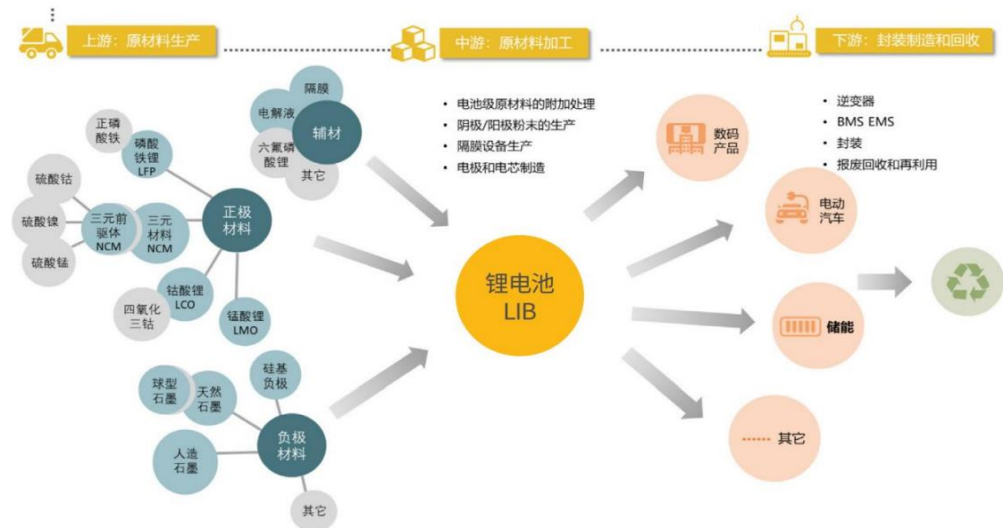 上游：原材料生产
中游：原材料加工
下游：封装制造和回收
隔膜
电解液
辅材
六氟磷
酸锂
其它
正磷
酸铁
磷酸
铁锂
LFP
硫酸钴
硫酸镍
硫酸锰
三元前
驱体
NCM
三元
材料
NCM
正极
材料
四氧化
三钴
钴酸锂
LCO
锰酸锂
LMO
球型
石墨
天然
石墨
硅基
负极
人造
石墨
负极
材料
其它
• 电池级原材料的附加处理
• 阴极/阳极粉末的生产
• 隔膜设备生产
• 电极和电芯制造
锂电池
LIB
数码
产品
电动
汽车
储能
······ 其它
• 逆变器
• BMS EMS
• 封装
• 报废回收和再利用